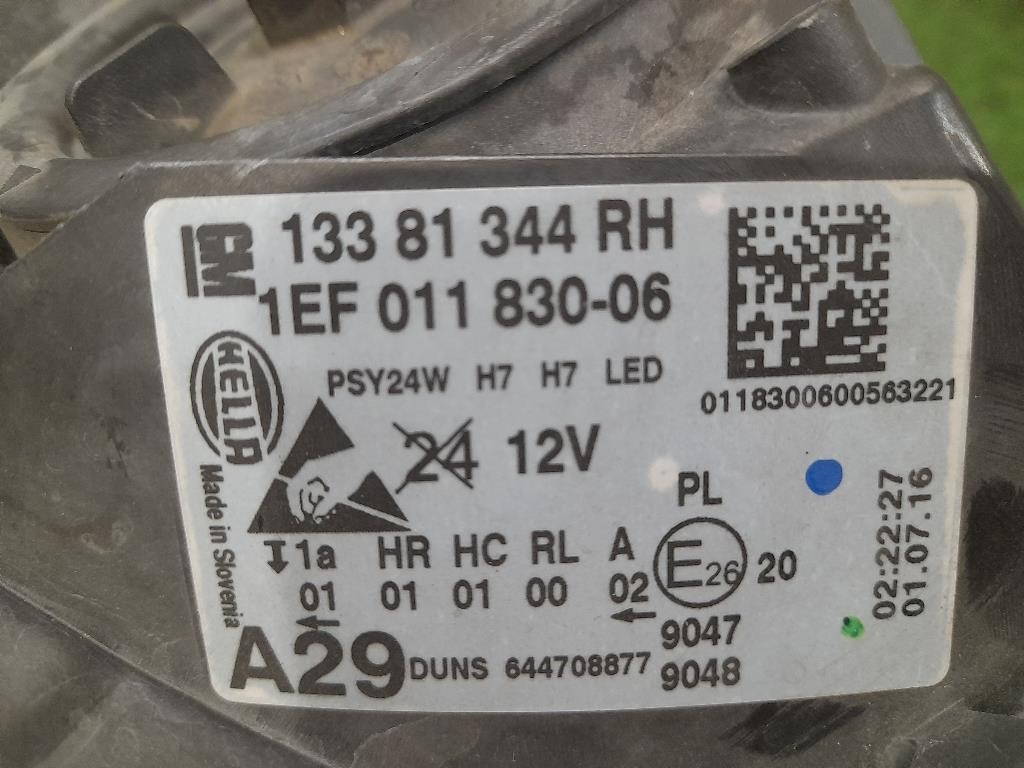 GM 133 81 344 RH
1EF 011 830-06
HELLA
PSY24W H7 H7 LED
0118300600563221
24 12V
Made in Slovenia
PL
1a HR HC RL A
01 01 01 00 02
E26 20
9047
9048
A29 DUNS 644708877
02:22:27
01.07.16